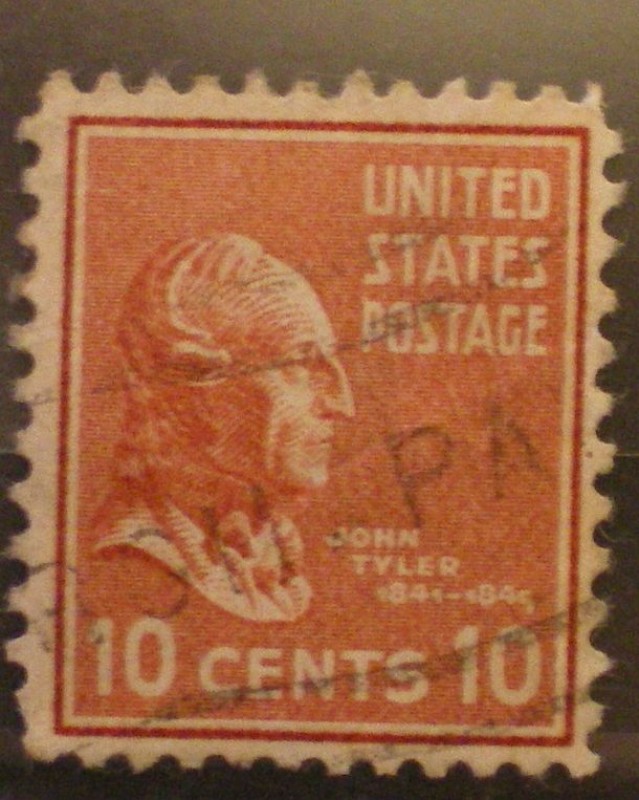 UNITED
STATES
POSTAGE
JOHN
TYLER
1841-1845
10 CENTS 10
PA